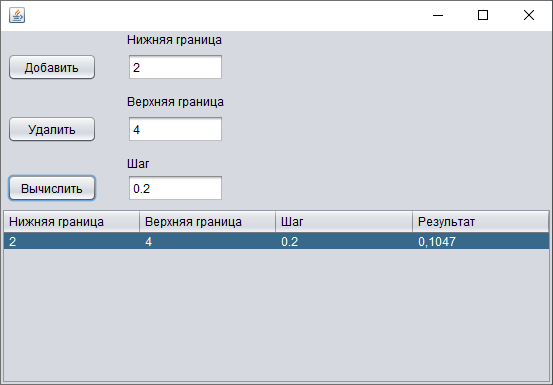 Нижняя граница
Добавить
2
Верхняя граница
Удалить
4
Шаг
Вычислить
0.2
Нижняя граница Верхняя граница Шаг Результат
2 4 0.2 0,1047